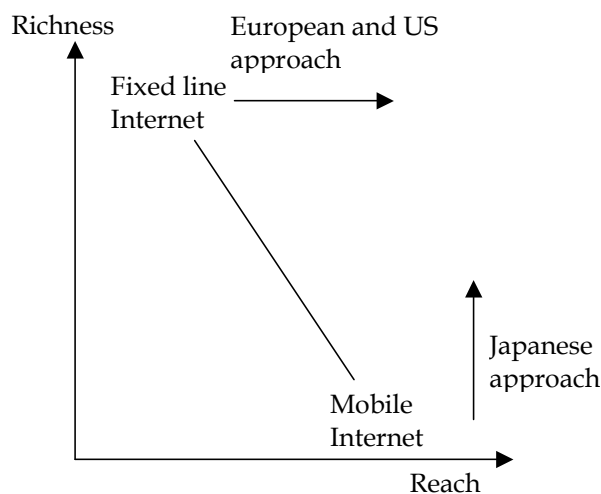 Richness
European and US
approach
Fixed line
Internet
Japanese
approach
Mobile
Internet
Reach